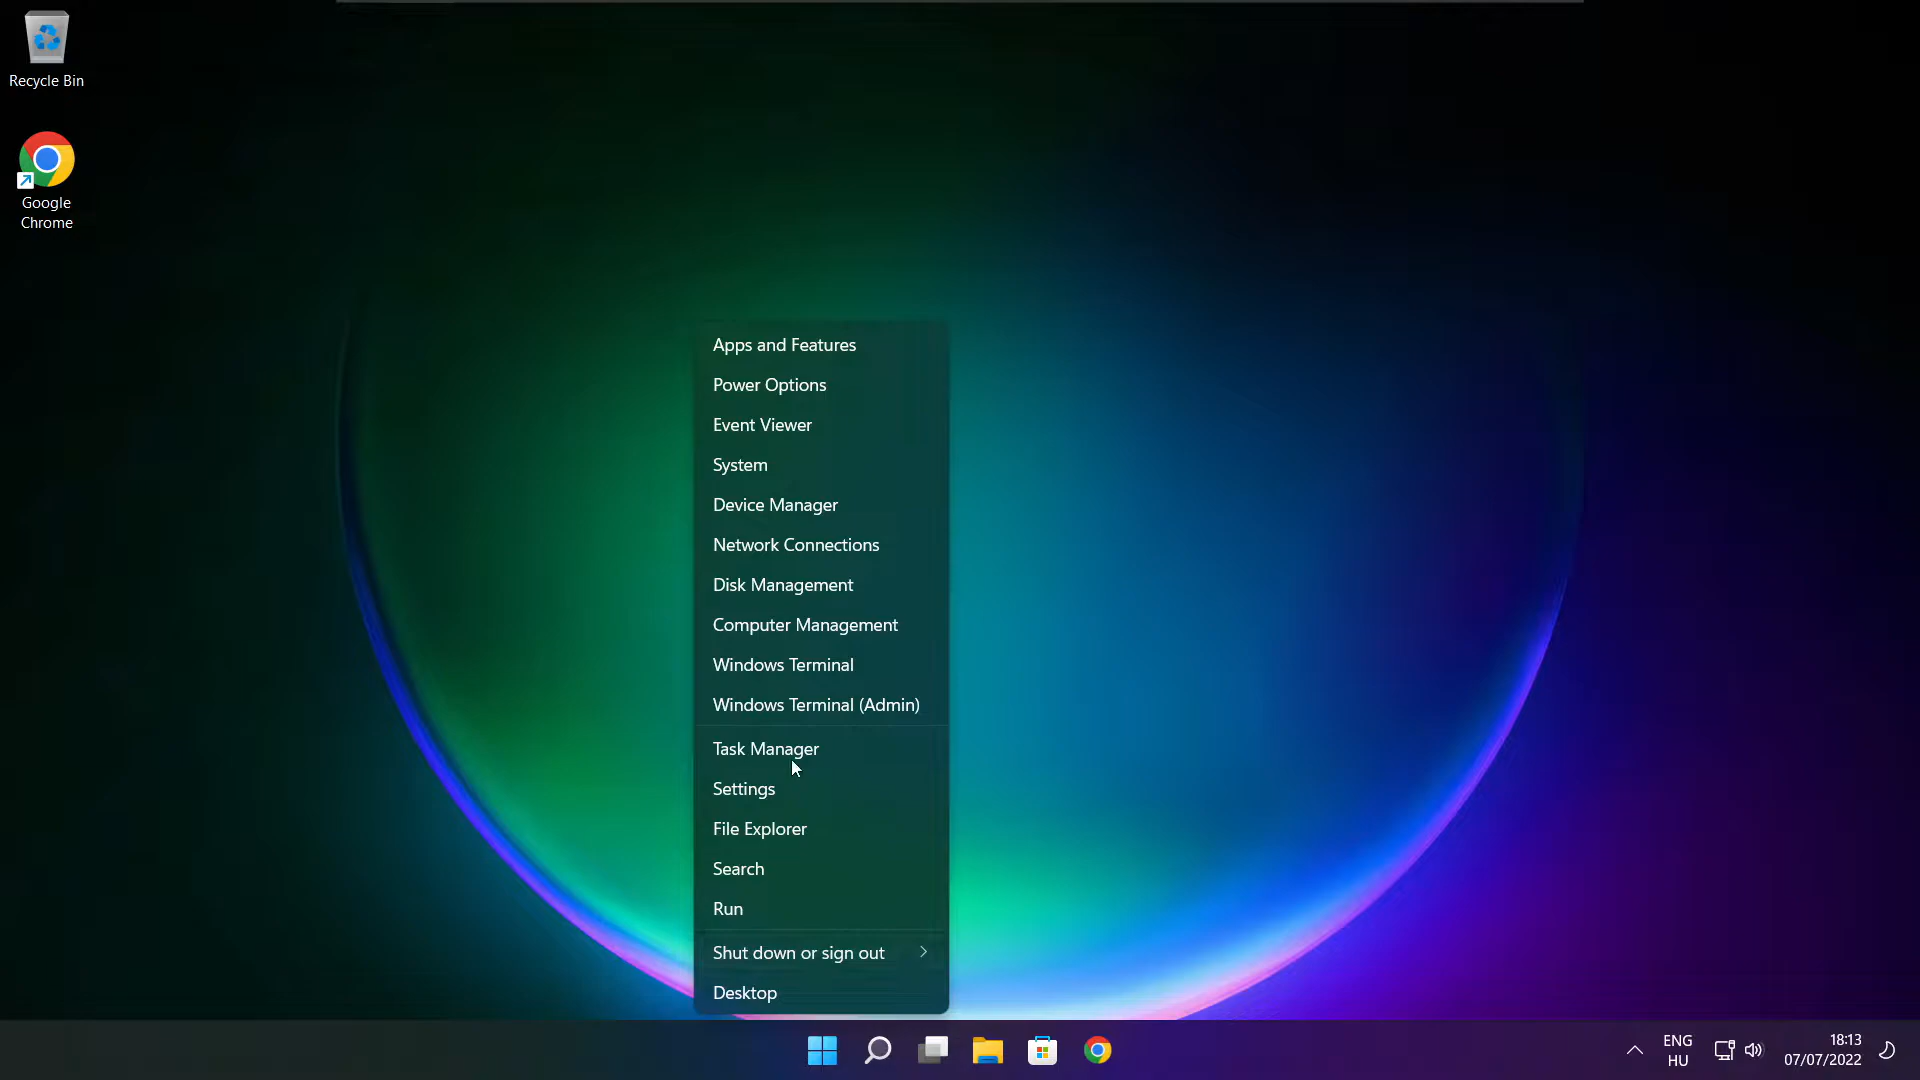 Recycle Bin
Google
Chrome
Apps and Features
Power Options
Event Viewer
System
Device Manager
Network Connections
Disk Management
Computer Management
Windows Terminal
Windows Terminal (Admin)
Task Manager
Settings
File Explorer
Search
Run
Shut down or sign out
Desktop
ENG
HU
18:13
07/07/2022